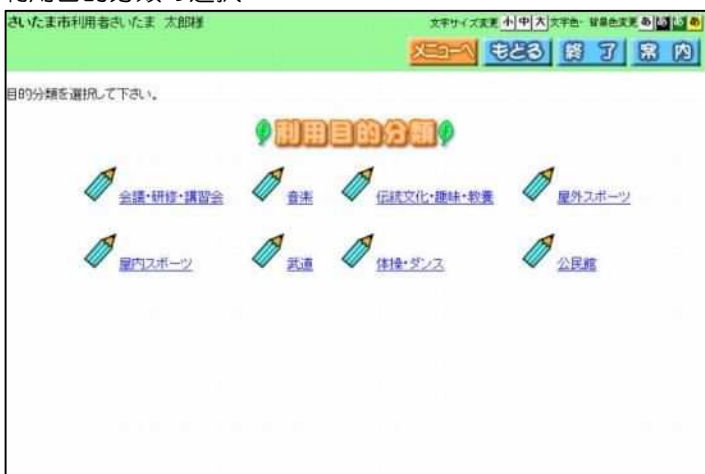 さいたま市利用者さいたま 太郎様
文字サイズ変更 小 中 大 文字色・背景色変更 あ あ あ あ
メニューへ もどる 終了 案内
目的分類を選択して下さい。
利用目的分類
会議・研修・講習会 音楽 伝統文化・趣味・教養 屋外スポーツ
屋内スポーツ 武道 体操・ダンス 公民館